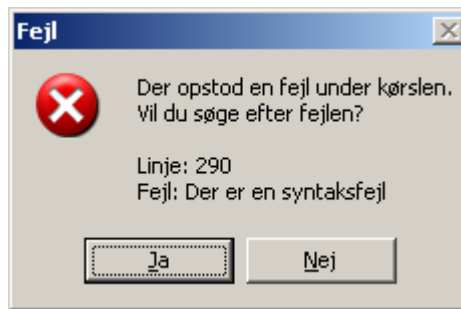 Fejl
Der opstod en fejl under kørslen.
Vil du søge efter fejlen?
Linje: 290
Fejl: Der er en syntaksfejl
Ja
Nej